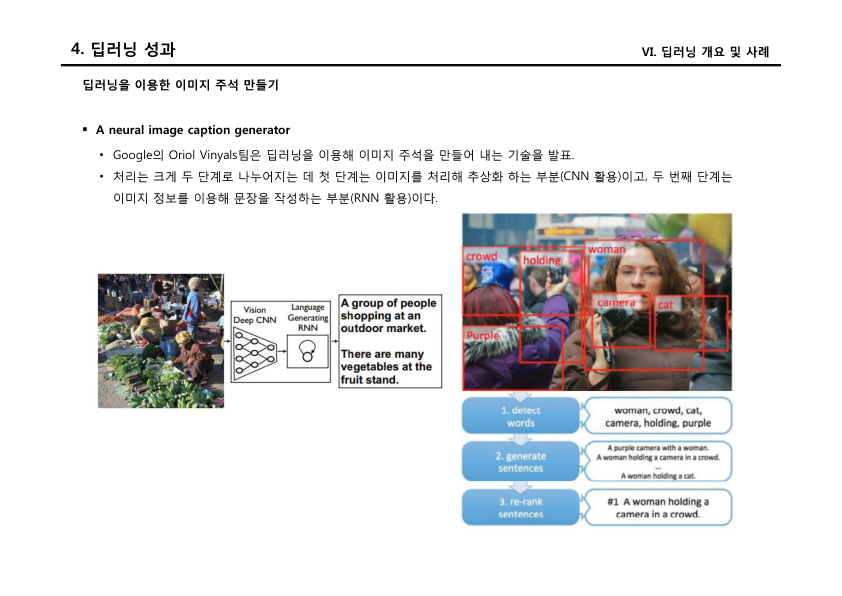 4. 딥러닝 성과
VI. 딥러닝 개요 및 사례
딥러닝을 이용한 이미지 주석 만들기
▪ A neural image caption generator
• Google의 Oriol Vinyals팀은 딥러닝을 이용해 이미지 주석을 만들어 내는 기술을 발표.
• 처리는 크게 두 단계로 나누어지는 데 첫 단계는 이미지를 처리해 추상화 하는 부분(CNN 활용)이고, 두 번째 단계는
이미지 정보를 이용해 문장을 작성하는 부분(RNN 활용)이다.
Vision
Deep CNN
Language
Generating
RNN
A group of people
shopping at an
outdoor market.
There are many
vegetables at the
fruit stand.
crowd
holding
woman
camera
cat
Purple
1. detect
words
woman, crowd, cat,
camera, holding, purple
2. generate
sentences
A purple camera with a woman.
A woman holding a camera in a crowd.
...
A woman holding a cat.
3. re-rank
sentences
#1 A woman holding a
camera in a crowd.